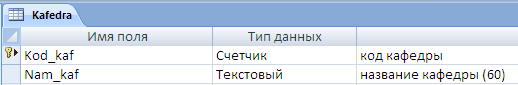 Kafedra
Имя поля Тип данных
Kod_kaf Счетчик код кафедры
Nam_kaf Текстовый название кафедры (60)